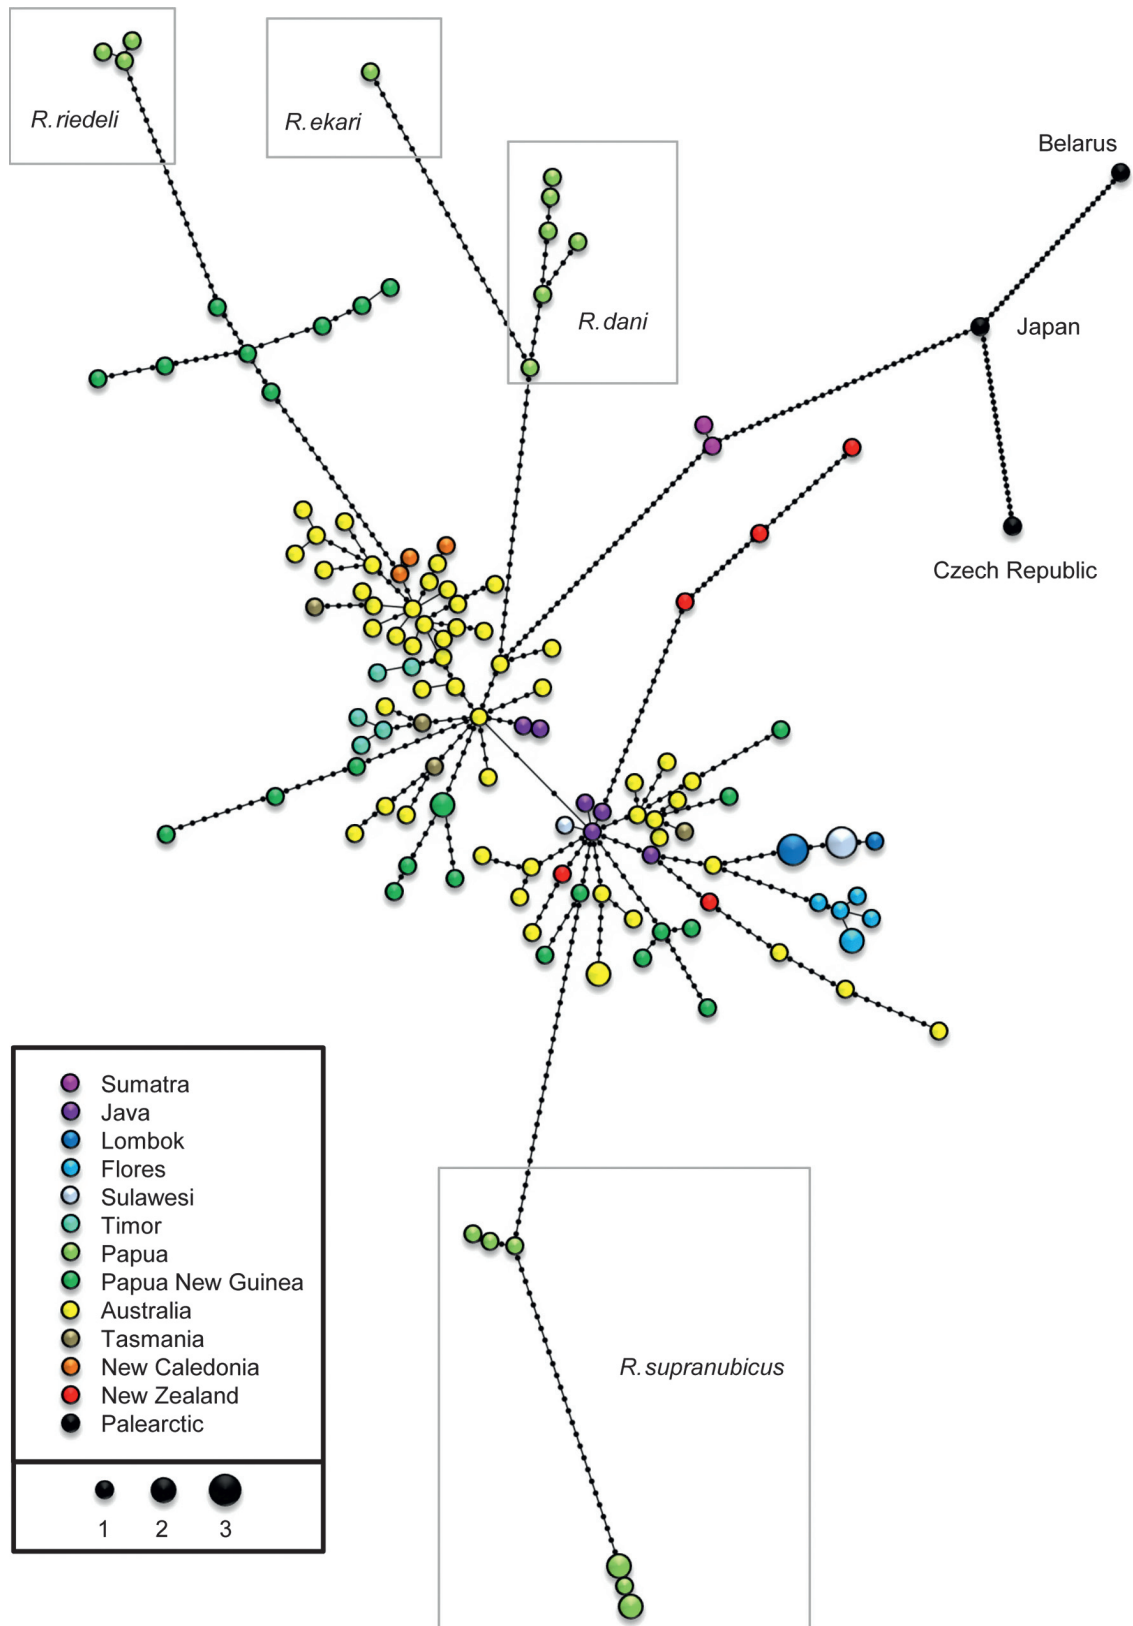 R. riedeli
R. ekari
Belarus
R. dani
Japan
Czech Republic
Sumatra
Java
Lombok
Flores
Sulawesi
Timor
Papua
Papua New Guinea
Australia
Tasmania
New Caledonia
New Zealand
Palearctic
R. supranubicus
1 2 3